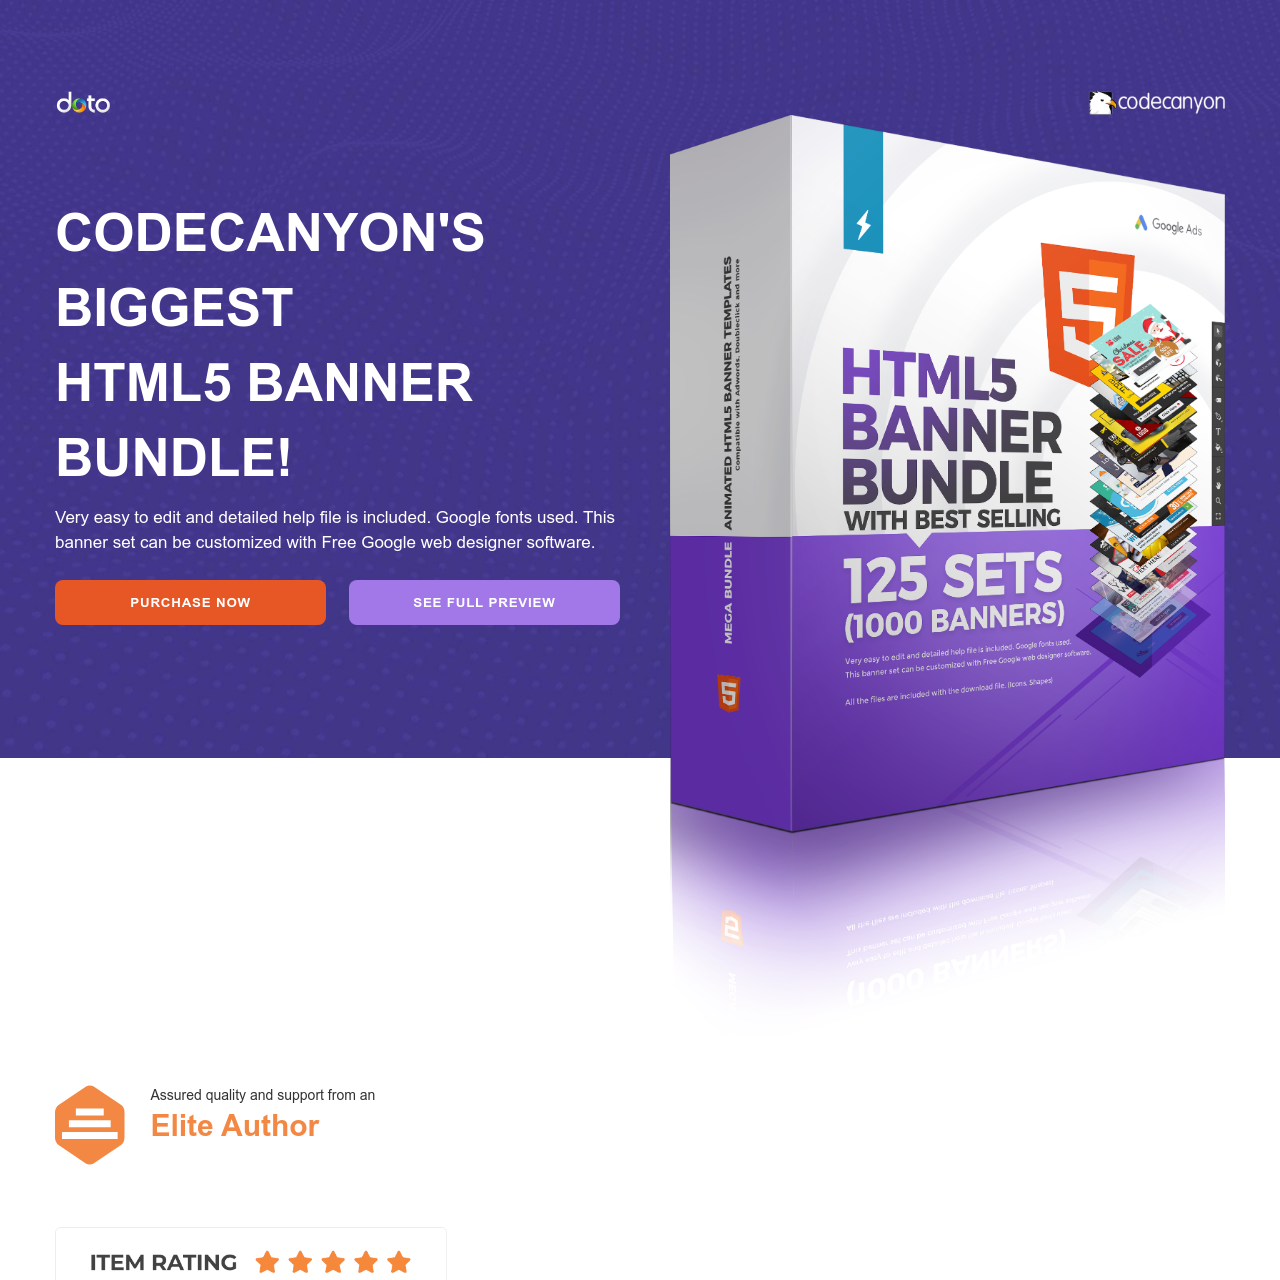 doto
codecanyon
CODECANYON'S
BIGGEST
HTML5 BANNER
BUNDLE!
Very easy to edit and detailed help file is included. Google fonts used. This
banner set can be customized with Free Google web designer software.
PURCHASE NOW
SEE FULL PREVIEW
MEGA BUNDLE ANIMATED HTML5 BANNER TEMPLATES
Compatible with Adwords, Doubleclick and more
Google Ads
HTML5
BANNER
BUNDLE
WITH BEST SELLING
125 SETS
(1000 BANNERS)
Very easy to edit and detailed help file is included. Google fonts used.
This banner set can be customized with Free Google web designer software.
All the files are included with the download file. (Icons, Shapes)
Christmas
SALE
Assured quality and support from an
Elite Author
ITEM RATING